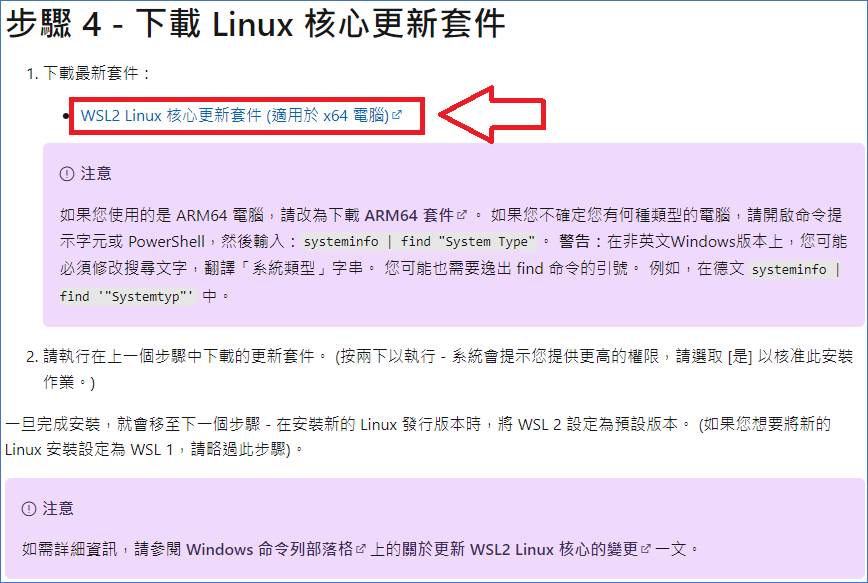 步驟 4 - 下載 Linux 核心更新套件
1. 下載最新套件：
• WSL2 Linux 核心更新套件 (適用於 x64 電腦)
注意
如果您使用的是 ARM64 電腦，請改為下載 ARM64 套件 。 如果您不確定您有何種類型的電腦，請開啟命令提
示字元或 PowerShell，然後輸入：systeminfo | find "System Type"。 警告：在非英文Windows版本上，您可能
必須修改搜尋文字，翻譯「系統類型」字串。 您可能也需要逸出 find 命令的引號。 例如，在德文 systeminfo |
find '"Systemtyp"' 中。
2. 請執行在上一個步驟中下載的更新套件。 (按兩下以執行 - 系統會提示您提供更高的權限，請選取 [是] 以核准此安裝
作業。)
一旦完成安裝，就會移至下一個步驟 - 在安裝新的 Linux 發行版本時，將 WSL 2 設定為預設版本。 (如果您想要將新的
Linux 安裝設定為 WSL 1，請略過此步驟)。
注意
如需詳細資訊，請參閱 Windows 命令列部落格 上的關於更新 WSL2 Linux 核心的變更 一文。